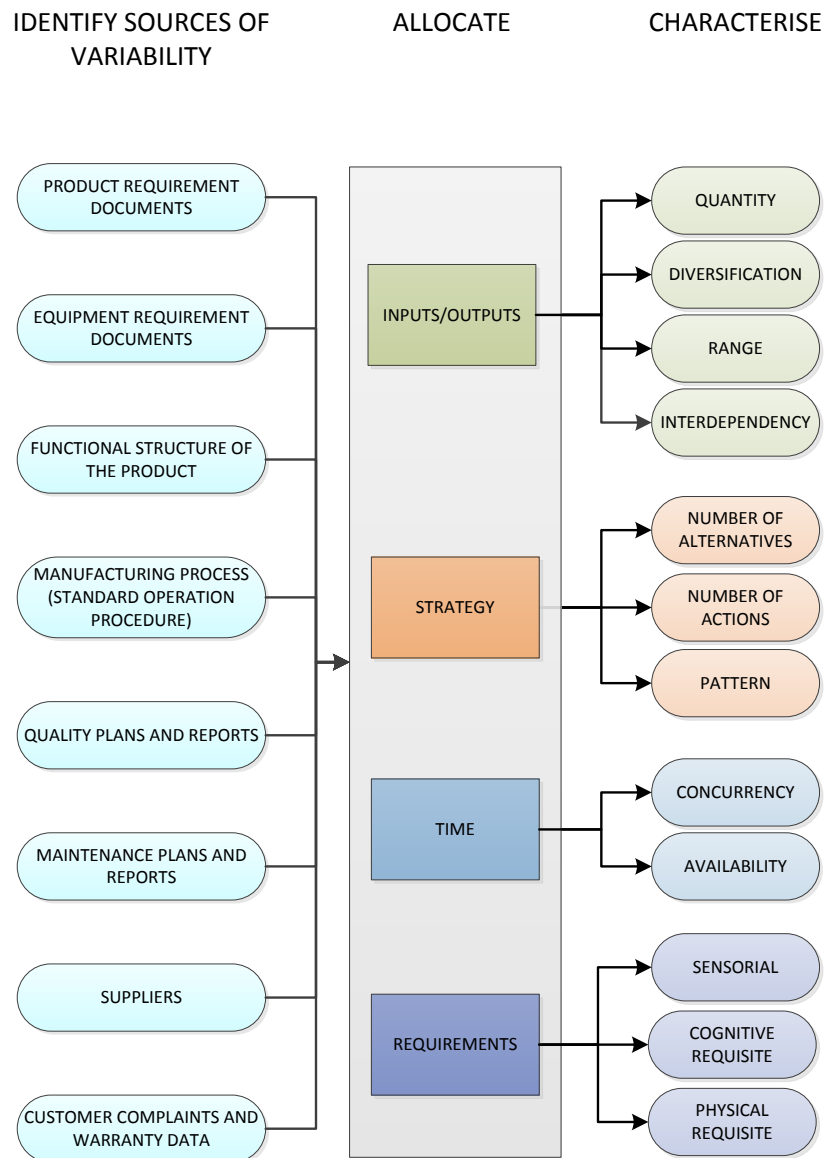 IDENTIFY SOURCES OF
VARIABILITY
ALLOCATE
CHARACTERISE
PRODUCT REQUIREMENT
DOCUMENTS
EQUIPMENT REQUIREMENT
DOCUMENTS
FUNCTIONAL STRUCTURE OF
THE PRODUCT
MANUFACTURING PROCESS
(STANDARD OPERATION
PROCEDURE)
QUALITY PLANS AND REPORTS
MAINTENANCE PLANS AND
REPORTS
SUPPLIERS
CUSTOMER COMPLAINTS AND
WARRANTY DATA
INPUTS/OUTPUTS
STRATEGY
TIME
REQUIREMENTS
QUANTITY
DIVERSIFICATION
RANGE
INTERDEPENDENCY
NUMBER OF
ALTERNATIVES
NUMBER OF
ACTIONS
PATTERN
CONCURRENCY
AVAILABILITY
SENSORIAL
COGNITIVE
REQUISITE
PHYSICAL
REQUISITE